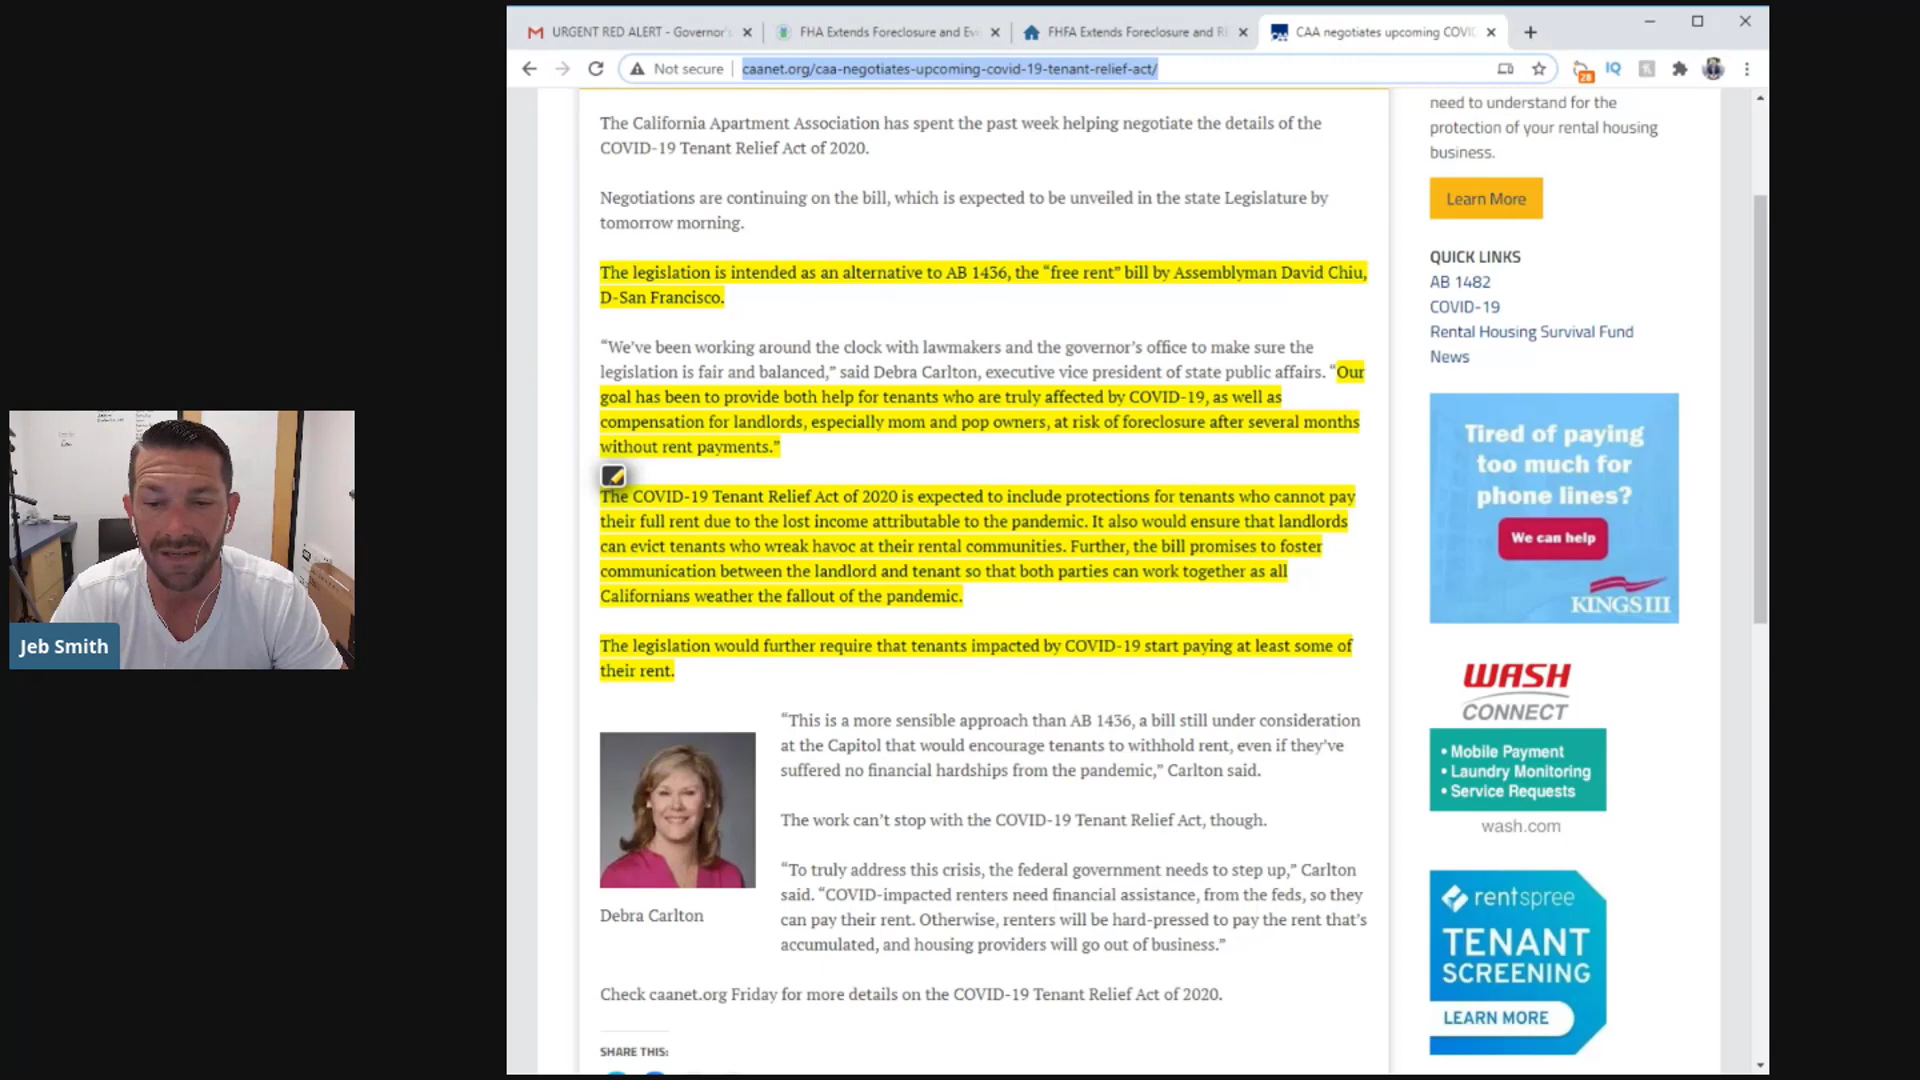 URGENT RED ALERT - Governor's
FHA Extends Foreclosure and Evi
FHFA Extends Foreclosure and RE
CAA negotiates upcoming COVID
Not secure
caanet.org/caa-negotiates-upcoming-covid-19-tenant-relief-act/
28
IQ
The California Apartment Association has spent the past week helping negotiate the details of the
COVID-19 Tenant Relief Act of 2020.
Negotiations are continuing on the bill, which is expected to be unveiled in the state Legislature by
tomorrow morning.
The legislation is intended as an alternative to AB 1436, the “free rent” bill by Assemblyman David Chiu,
D-San Francisco.
“We’ve been working around the clock with lawmakers and the governor’s office to make sure the
legislation is fair and balanced,” said Debra Carlton, executive vice president of state public affairs. “Our
goal has been to provide both help for tenants who are truly affected by COVID-19, as well as
compensation for landlords, especially mom and pop owners, at risk of foreclosure after several months
without rent payments.”
The COVID-19 Tenant Relief Act of 2020 is expected to include protections for tenants who cannot pay
their full rent due to the lost income attributable to the pandemic. It also would ensure that landlords
can evict tenants who wreak havoc at their rental communities. Further, the bill promises to foster
communication between the landlord and tenant so that both parties can work together as all
Californians weather the fallout of the pandemic.
The legislation would further require that tenants impacted by COVID-19 start paying at least some of
their rent.
“This is a more sensible approach than AB 1436, a bill still under consideration
at the Capitol that would encourage tenants to withhold rent, even if they’ve
suffered no financial hardships from the pandemic,” Carlton said.
The work can’t stop with the COVID-19 Tenant Relief Act, though.
“To truly address this crisis, the federal government needs to step up,” Carlton
said. “COVID-impacted renters need financial assistance, from the feds, so they
can pay their rent. Otherwise, renters will be hard-pressed to pay the rent that’s
accumulated, and housing providers will go out of business.”
Debra Carlton
Check caanet.org Friday for more details on the COVID-19 Tenant Relief Act of 2020.
SHARE THIS:
need to understand for the
protection of your rental housing
business.
Learn More
QUICK LINKS
AB 1482
COVID-19
Rental Housing Survival Fund
News
Tired of paying
too much for
phone lines?
We can help
KINGS III
WASH
CONNECT
• Mobile Payment
• Laundry Monitoring
• Service Requests
wash.com
rentspree
TENANT
SCREENING
LEARN MORE
Jeb Smith